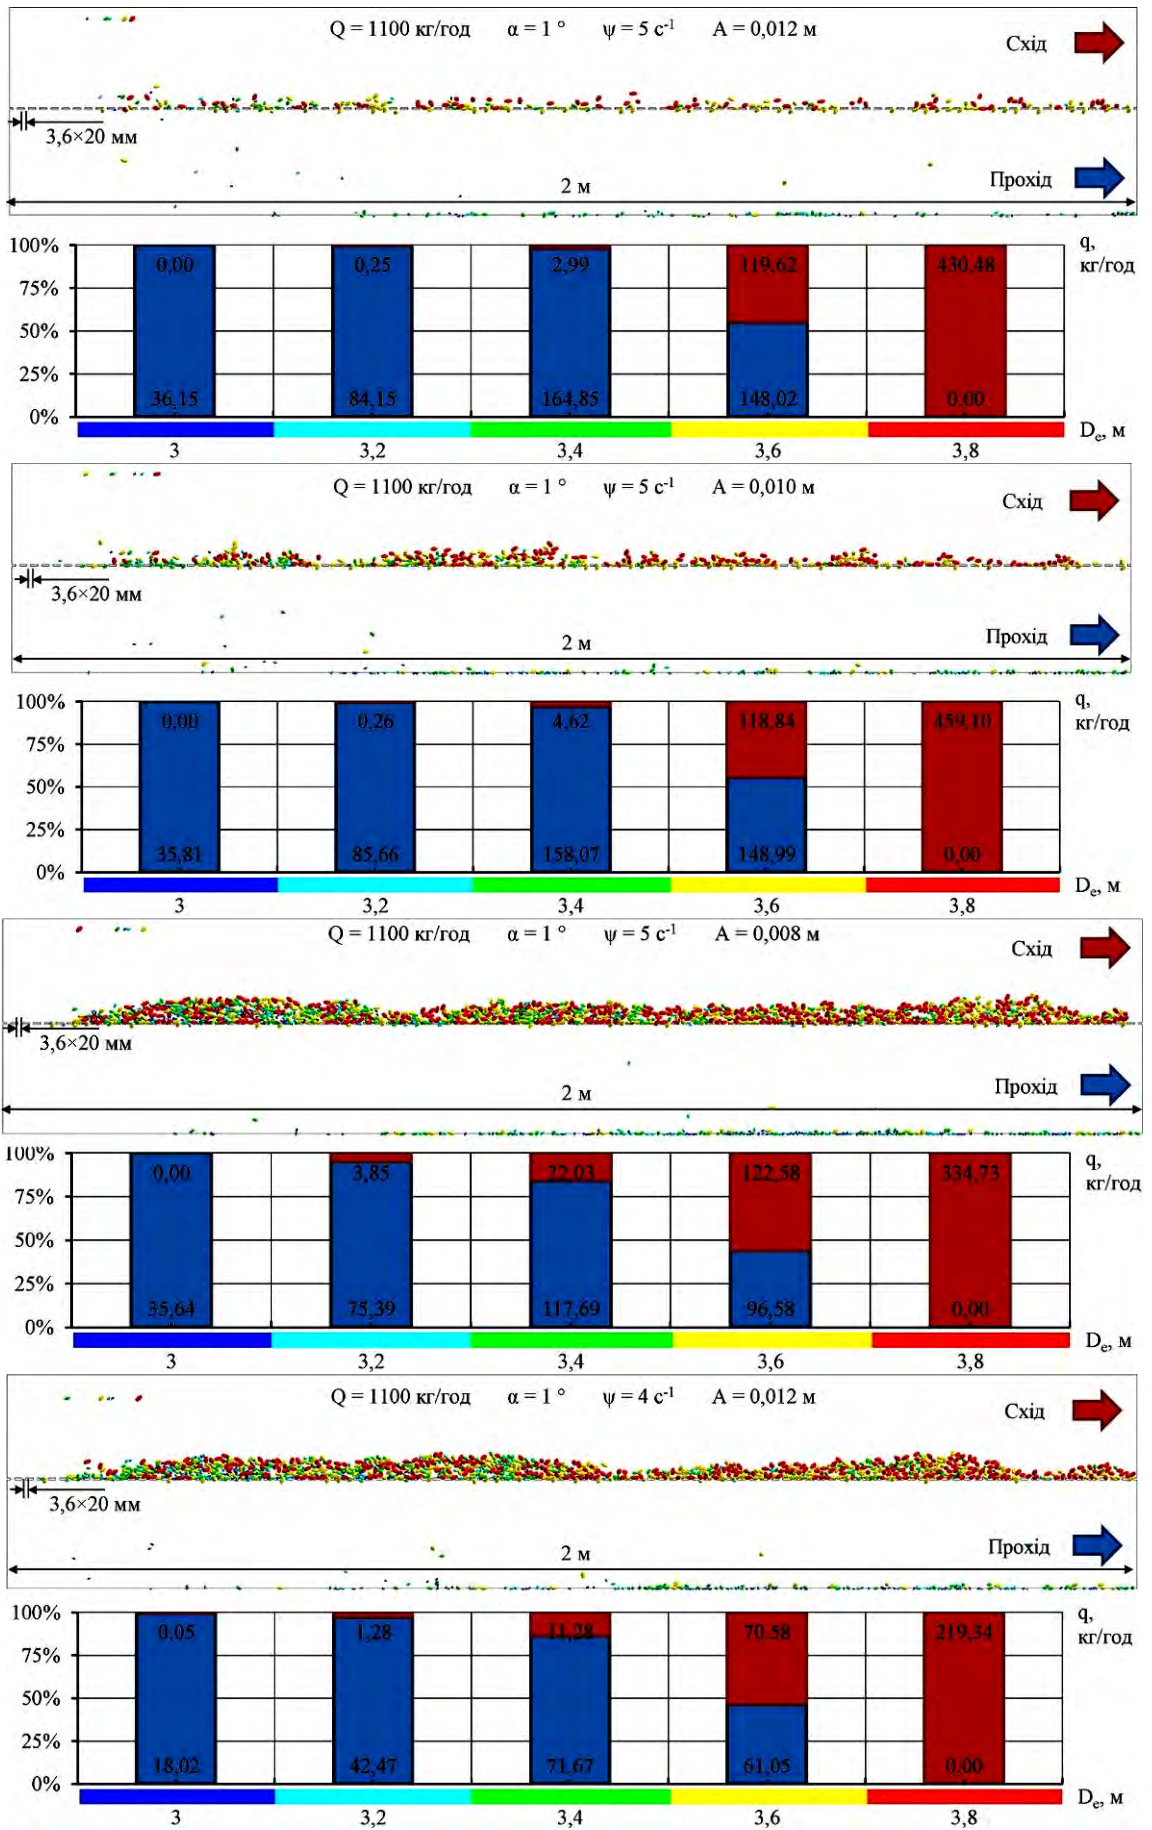 Q = 1100 кг/год α = 1 ° ψ = 5 с⁻¹ A = 0,012 м
Схід
3,6×20 мм
Прохід
2 м
100%
75%
50%
25%
0%
0,00 0,25 2,99 119,62 430,48
36,15 84,15 164,85 148,02 0,00
q,
кг/год
3 3,2 3,4 3,6 3,8
Dₑ, м
Q = 1100 кг/год α = 1 ° ψ = 5 с⁻¹ A = 0,010 м
Схід
3,6×20 мм
Прохід
2 м
100%
75%
50%
25%
0%
0,00 0,26 4,62 118,84 459,10
35,81 85,66 158,07 148,99 0,00
q,
кг/год
3 3,2 3,4 3,6 3,8
Dₑ, м
Q = 1100 кг/год α = 1 ° ψ = 5 с⁻¹ A = 0,008 м
Схід
3,6×20 мм
Прохід
2 м
100%
75%
50%
25%
0%
0,00 3,85 22,03 122,58 334,73
35,64 75,39 117,69 96,58 0,00
q,
кг/год
3 3,2 3,4 3,6 3,8
Dₑ, м
Q = 1100 кг/год α = 1 ° ψ = 4 с⁻¹ A = 0,012 м
Схід
3,6×20 мм
Прохід
2 м
100%
75%
50%
25%
0%
0,05 1,28 11,28 70,58 219,34
18,02 42,47 71,67 61,05 0,00
q,
кг/год
3 3,2 3,4 3,6 3,8
Dₑ, м